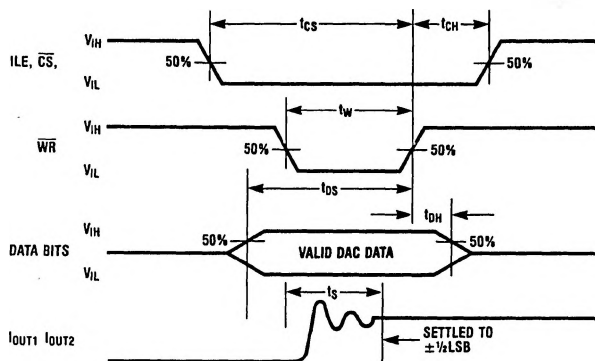 tCS
tCH
VIH
ILE, CS,
50%
50%
VIL
tW
VIH
WR
50%
50%
VIL
tDS
tDH
VIH
50%
50%
DATA BITS
VALID DAC DATA
VIL
tS
IOUT1 IOUT2
SETTLED TO
±½LSB